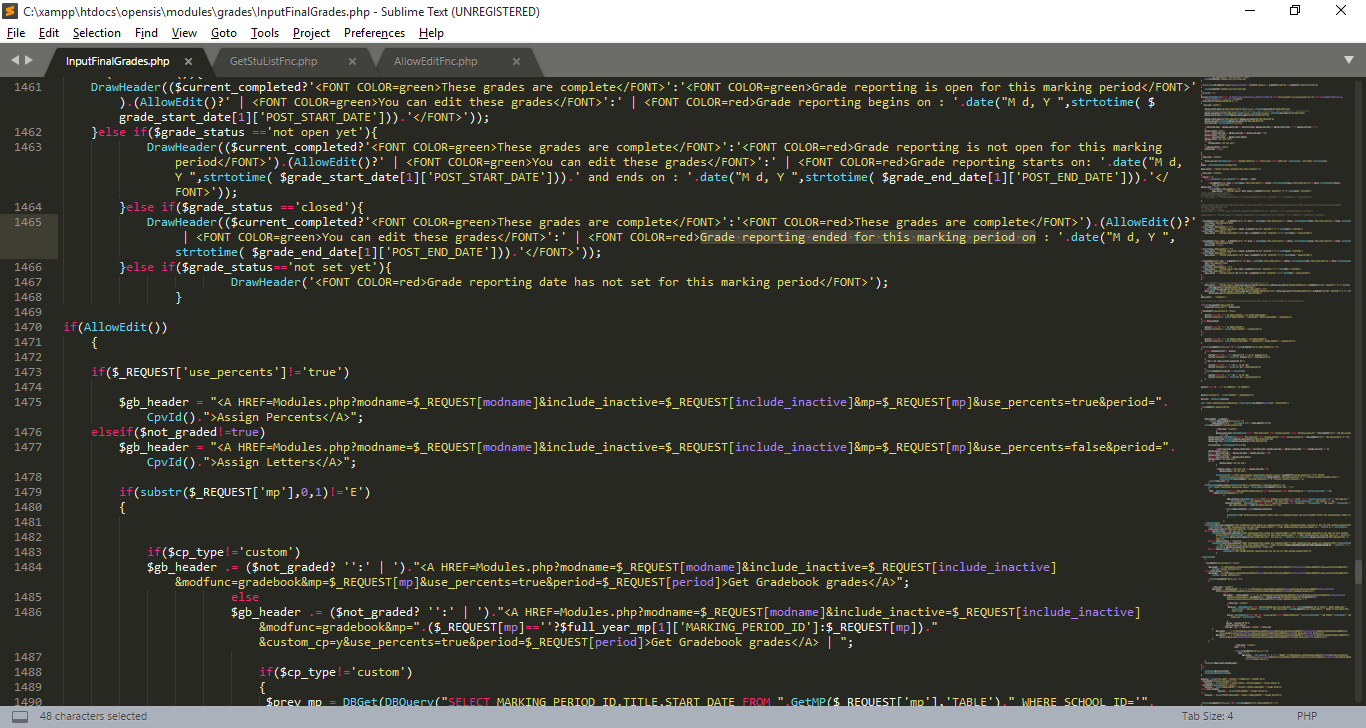 C:\xampp\htdocs\opensis\modules\grades\InputFinalGrades.php - Sublime Text (UNREGISTERED)
File Edit Selection Find View Goto Tools Project Preferences Help
InputFinalGrades.php × GetStuListFnc.php × AllowEditFnc.php ×
1461 DrawHeader(($current_completed?'<FONT COLOR=green>These grades are complete</FONT>':'<FONT COLOR=green>Grade reporting is open for this marking period</FONT>'
).(AllowEdit()?' | <FONT COLOR=green>You can edit these grades</FONT>':' | <FONT COLOR=red>Grade reporting begins on : '.date("M d, Y ",strtotime( $
grade_start_date[1]['POST_START_DATE'])).'</FONT>'));
1462 }else if($grade_status =='not open yet'){
1463 DrawHeader(($current_completed?'<FONT COLOR=green>These grades are complete</FONT>':'<FONT COLOR=red>Grade reporting is not open for this marking
period</FONT>').(AllowEdit()?' | <FONT COLOR=green>You can edit these grades</FONT>':' | <FONT COLOR=red>Grade reporting starts on: '.date("M d,
Y ",strtotime( $grade_start_date[1]['POST_START_DATE'])).' and ends on : '.date("M d, Y ",strtotime( $grade_end_date[1]['POST_END_DATE'])).'</
FONT>'));
1464 }else if($grade_status =='closed'){
1465 DrawHeader(($current_completed?'<FONT COLOR=green>These grades are complete</FONT>':'<FONT COLOR=red>These grades are complete</FONT>').(AllowEdit()?'
| <FONT COLOR=green>You can edit these grades</FONT>':' | <FONT COLOR=red>Grade reporting ended for this marking period on : '.date("M d, Y ",
strtotime( $grade_end_date[1]['POST_END_DATE'])).'</FONT>'));
1466 }else if($grade_status=='not set yet'){
1467 DrawHeader('<FONT COLOR=red>Grade reporting date has not set for this marking period</FONT>');
1468 }
1469
1470 if(AllowEdit())
1471 {
1472
1473 if($_REQUEST['use_percents']!='true')
1474
1475 $gb_header = "<A HREF=Modules.php?modname=$_REQUEST[modname]&include_inactive=$_REQUEST[include_inactive]&mp=$_REQUEST[mp]&use_percents=true&period=".
CpvId().">Assign Percents</A>";
1476 elseif($not_graded!=true)
1477 $gb_header = "<A HREF=Modules.php?modname=$_REQUEST[modname]&include_inactive=$_REQUEST[include_inactive]&mp=$_REQUEST[mp]&use_percents=false&period=".
CpvId().">Assign Letters</A>";
1478
1479 if(substr($_REQUEST['mp'],0,1)!='E')
1480 {
1481
1482
1483 if($cp_type!='custom')
1484 $gb_header .= ($not_graded? '':' | ')."<A HREF=Modules.php?modname=$_REQUEST[modname]&include_inactive=$_REQUEST[include_inactive]
&modfunc=gradebook&mp=$_REQUEST[mp]&use_percents=true&period=$_REQUEST[period]>Get Gradebook grades</A>";
1485 else
1486 $gb_header .= ($not_graded? '':' | ')."<A HREF=Modules.php?modname=$_REQUEST[modname]&include_inactive=$_REQUEST[include_inactive]
&modfunc=gradebook&mp=".($_REQUEST[mp]==''?$full_year_mp[1]['MARKING_PERIOD_ID']:$_REQUEST[mp])."
&custom_cp=y&use_percents=true&period=$_REQUEST[period]>Get Gradebook grades</A> | ";
1487
1488 if($cp_type!='custom')
1489 {
1490 $prev_mp = DBGet(DBQuery("SELECT MARKING_PERIOD_ID,TITLE,START_DATE FROM ".GetMP($_REQUEST['mp'],'TABLE')." WHERE SCHOOL_ID='".
48 characters selected Tab Size: 4 PHP